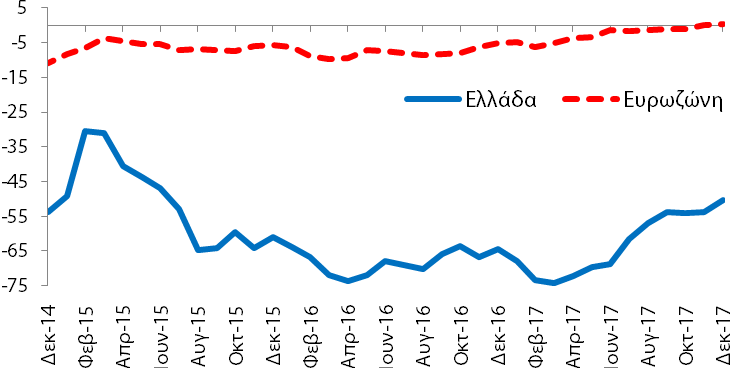 5
-5
-15
-25
-35
-45
-55
-65
-75
Ελλάδα
Ευρωζώνη
Δεκ-14
Φεβ-15
Απρ-15
Ιουν-15
Αυγ-15
Οκτ-15
Δεκ-15
Φεβ-16
Απρ-16
Ιουν-16
Αυγ-16
Οκτ-16
Δεκ-16
Φεβ-17
Απρ-17
Ιουν-17
Αυγ-17
Οκτ-17
Δεκ-17